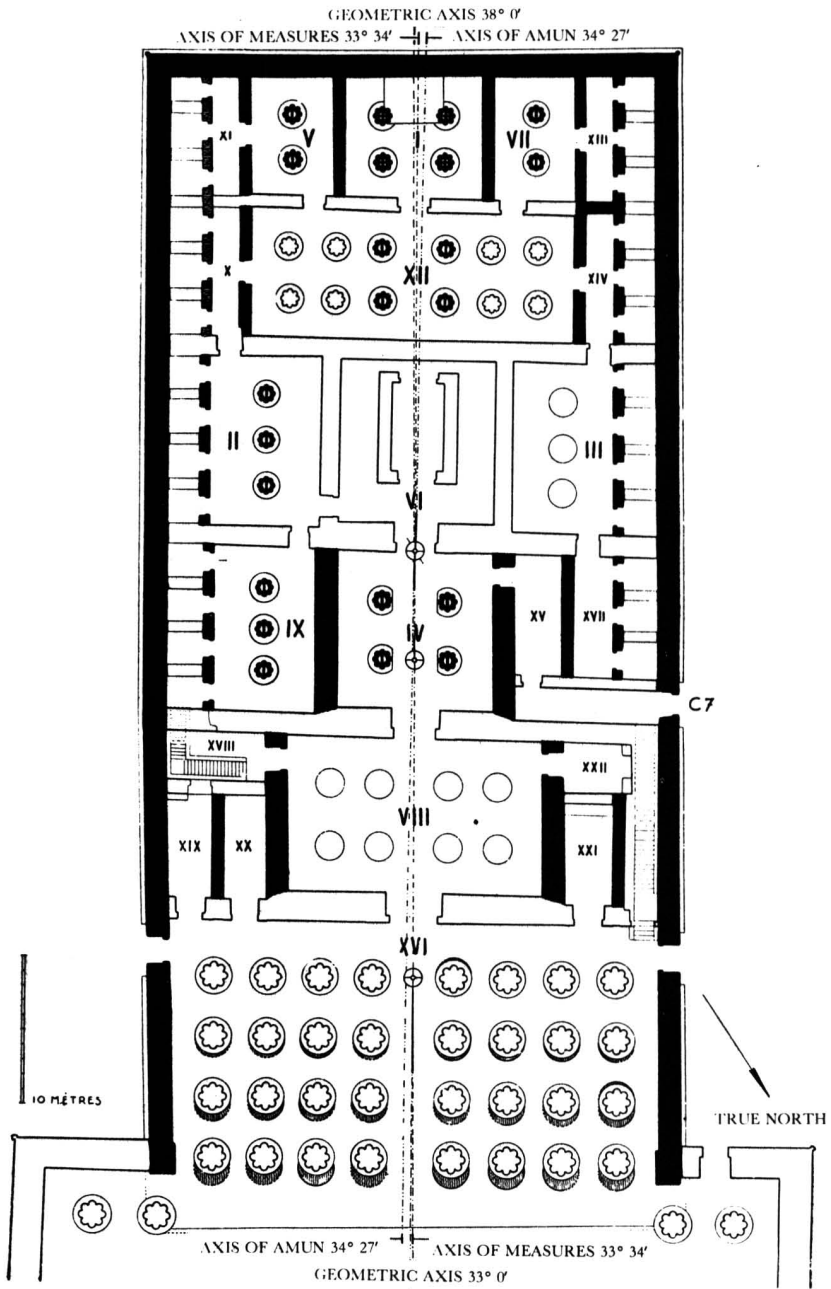 GEOMETRIC AXIS 38° 0′
AXIS OF MEASURES 33° 34′ AXIS OF AMUN 34° 27′
XI V I VII XIII
X XII XIV
II III
VI
IX IV XV XVII
C7
XVIII XXII
VIII
XIX XX XXI
XVI
10 MÈTRES
TRUE NORTH
AXIS OF AMUN 34° 27′ AXIS OF MEASURES 33° 34′
GEOMETRIC AXIS 33° 0′